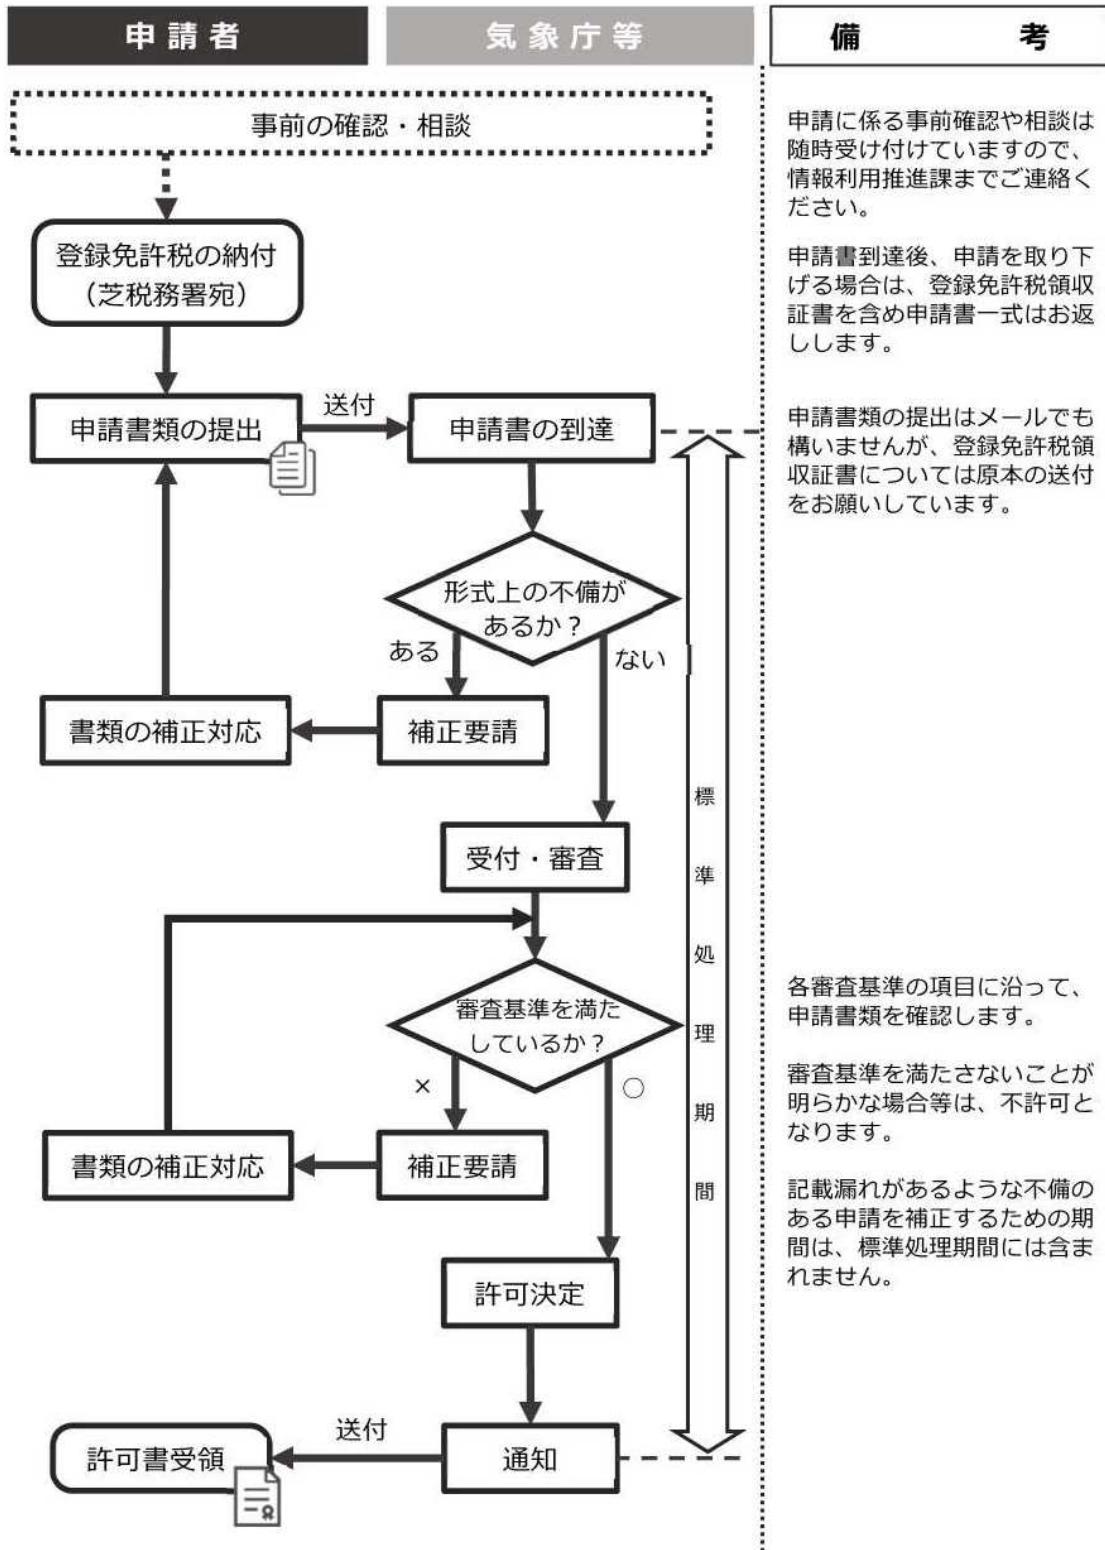 申請者
気象庁等
備 考
事前の確認・相談
申請に係る事前確認や相談は
随時受け付けていますので、
情報利用推進課までご連絡く
ださい。
登録免許税の納付
（芝税務署宛）
申請書到達後、申請を取り下
げる場合は、登録免許税領収
証書を含め申請書一式はお返
しします。
申請書類の提出
送付
申請書の到達
申請書類の提出はメールでも
構いませんが、登録免許税領
収証書については原本の送付
をお願いしています。
形式上の不備が
あるか？
ある
ない
書類の補正対応
補正要請
標準処理期間
受付・審査
審査基準を満た
しているか？
×
○
各審査基準の項目に沿って、
申請書類を確認します。
審査基準を満たさないことが
明らかな場合等は、不許可と
なります。
書類の補正対応
補正要請
記載漏れがあるような不備の
ある申請を補正するための期
間は、標準処理期間には含ま
れません。
許可決定
許可書受領
送付
通知